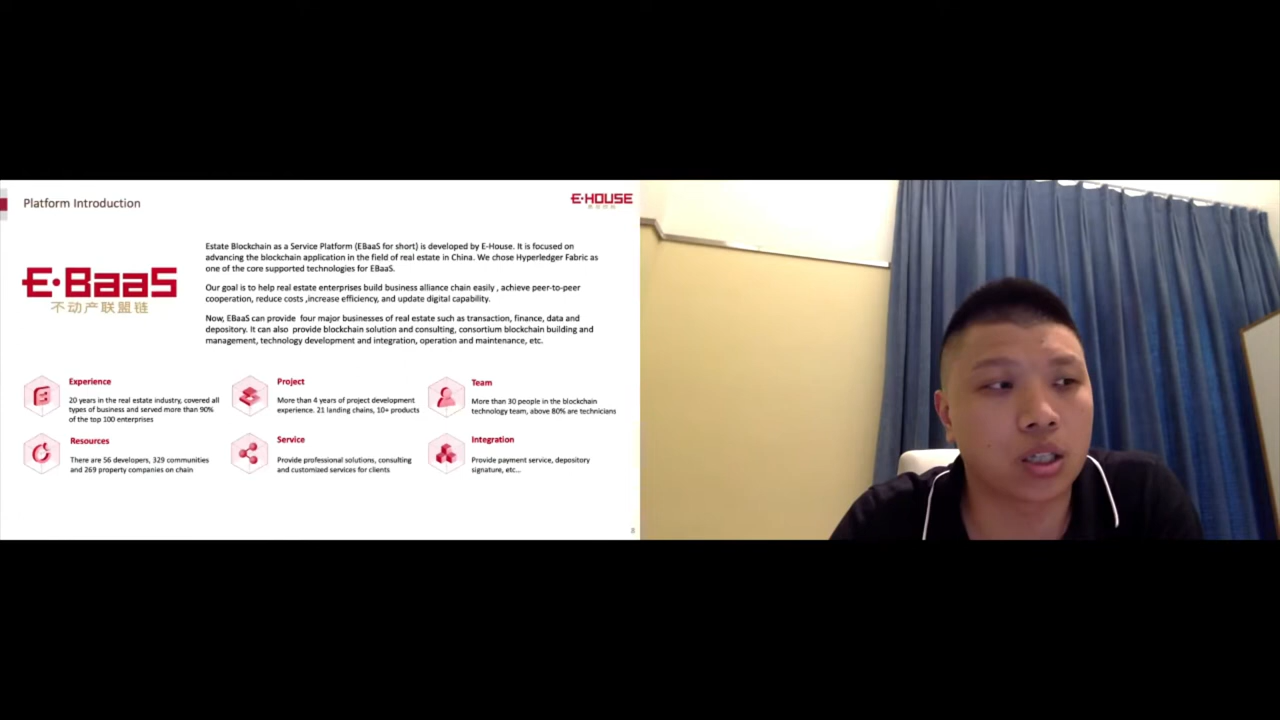 Platform Introduction
E·HOUSE
E·BaaS
不动产联盟链
Estate Blockchain as a Service Platform (EBaaS for short) is developed by E-House. It is focused on
advancing the blockchain application in the field of real estate in China. We chose Hyperledger Fabric as
one of the core supported technologies for EBaaS.
Our goal is to help real estate enterprises build business alliance chain easily , achieve peer-to-peer
cooperation, reduce costs ,increase efficiency, and update digital capability.
Now, EBaaS can provide four major businesses of real estate such as transaction, finance, data and
depository. It can also provide blockchain solution and consulting, consortium blockchain building and
management, technology development and integration, operation and maintenance, etc.
Experience
20 years in the real estate industry, covered all
types of business and served more than 90%
of the top 100 enterprises
Project
More than 4 years of project development
experience. 21 landing chains, 10+ products
Team
More than 30 people in the blockchain
technology team, above 80% are technicians
Resources
There are 56 developers, 329 communities
and 269 property companies on chain
Service
Provide professional solutions, consulting
and customized services for clients
Integration
Provide payment service, depository
signature, etc...
8